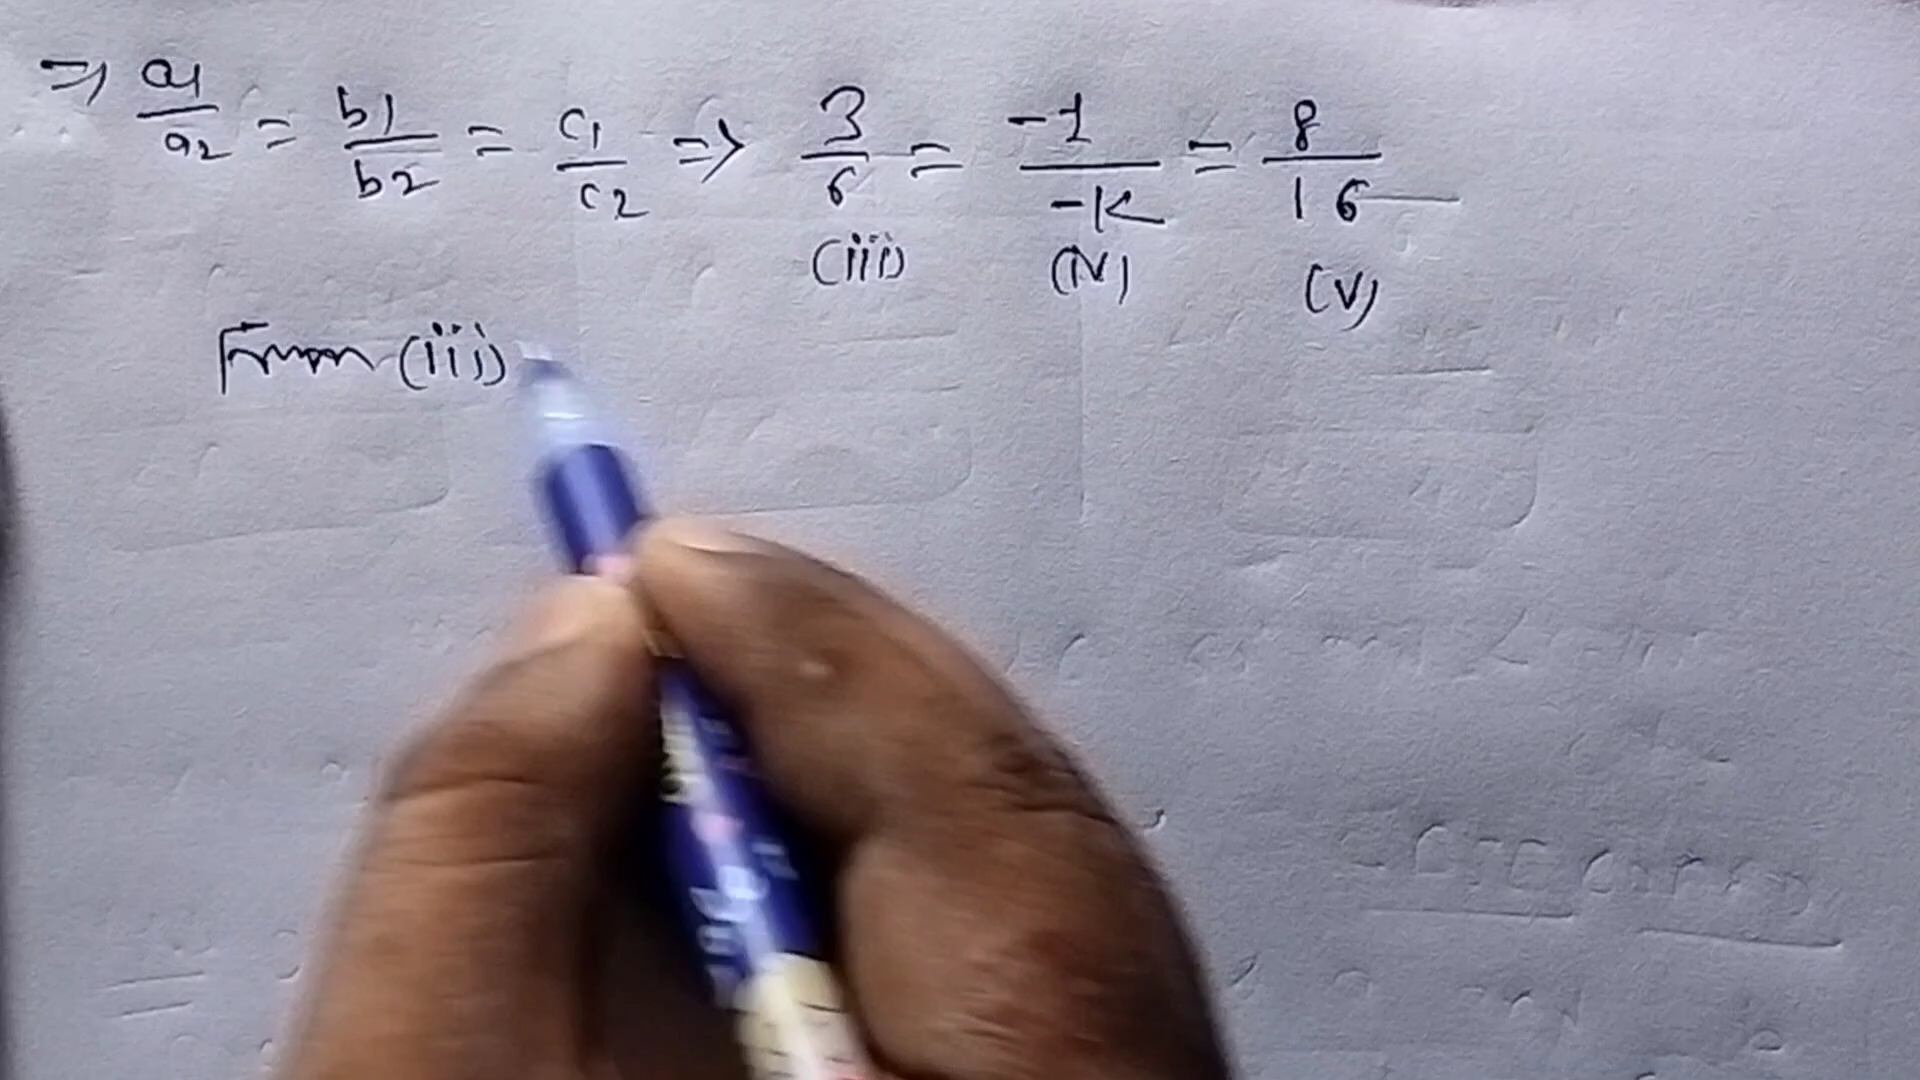 ⇒ a1/a2 = b1/b2 = c1/c2 ⇒ 3/6 = -1/-K = 8/16
(iii) (iv) (v)
From (iii)